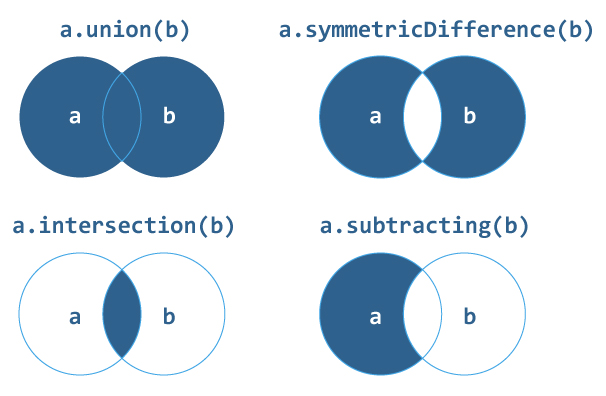 a.union(b)
a.symmetricDifference(b)
a b
a b
a.intersection(b)
a.subtracting(b)
a b
a b